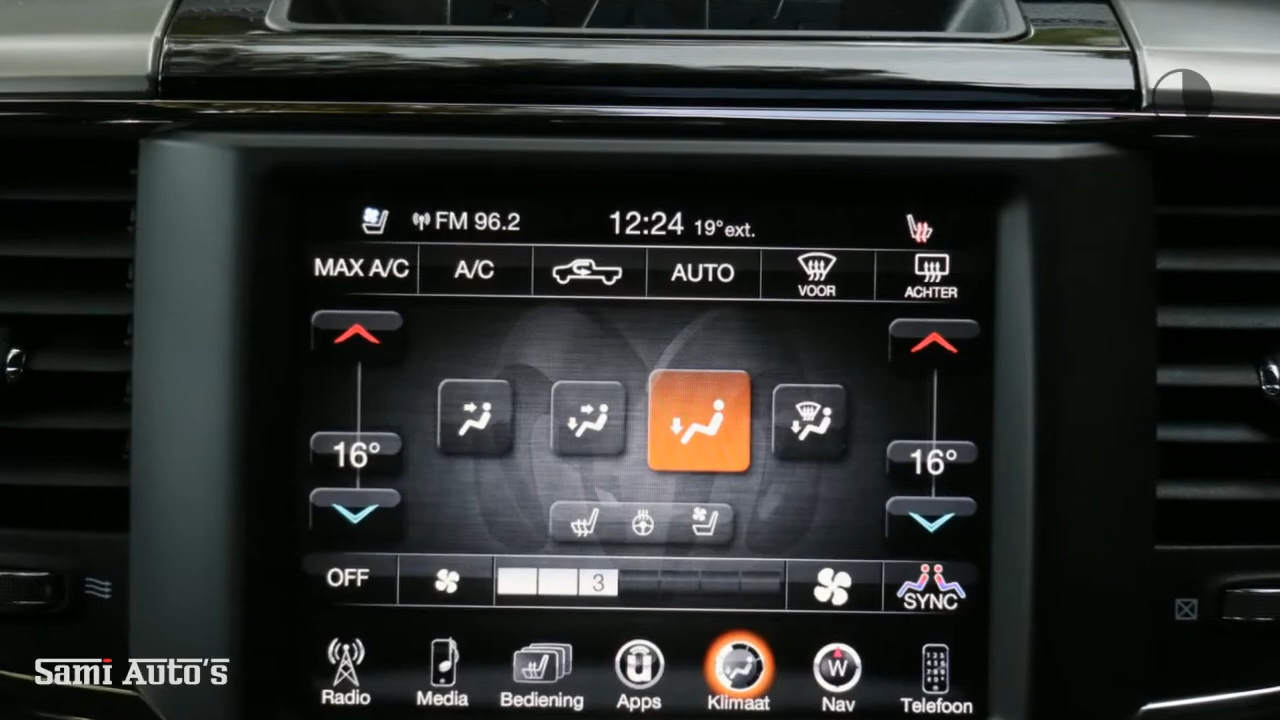 FM 96.2 12:24 19° ext.
MAX A/C A/C AUTO VOOR ACHTER
16° 16°
OFF 3 SYNC
W
Radio Media Bediening Apps Klimaat Nav Telefoon
SAMI AUTO'S